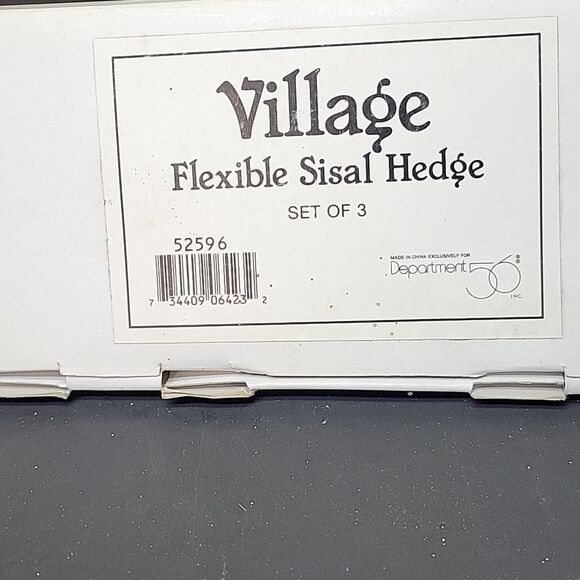 Village
Flexible Sisal Hedge
SET OF 3
52596
7 34409 06423 2
MADE IN CHINA EXCLUSIVELY FOR
Department 56®
INC.